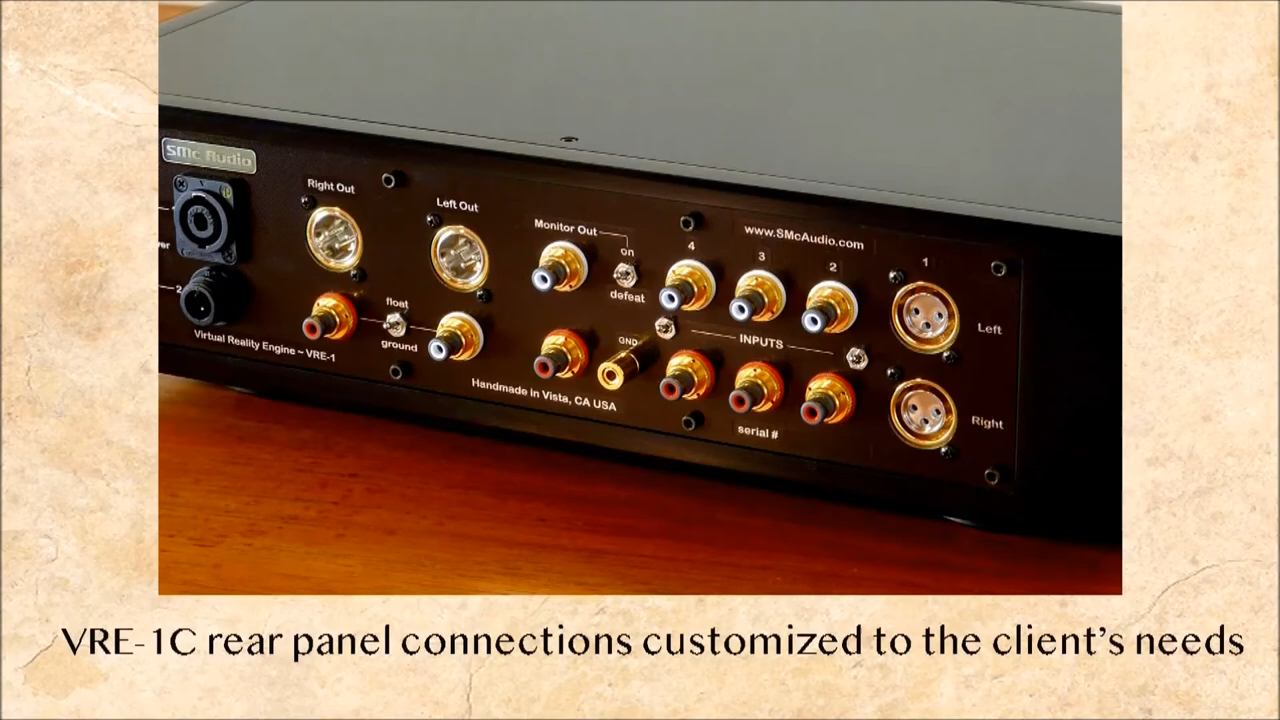 SMc Audio
Right Out
Left Out
Monitor Out
on
defeat
www.SMcAudio.com
4
3
2
1
Left
float
ground
GND
INPUTS
2
Virtual Reality Engine ~ VRE-1
Handmade in Vista, CA USA
serial #
Right
VRE-1C rear panel connections customized to the client's needs